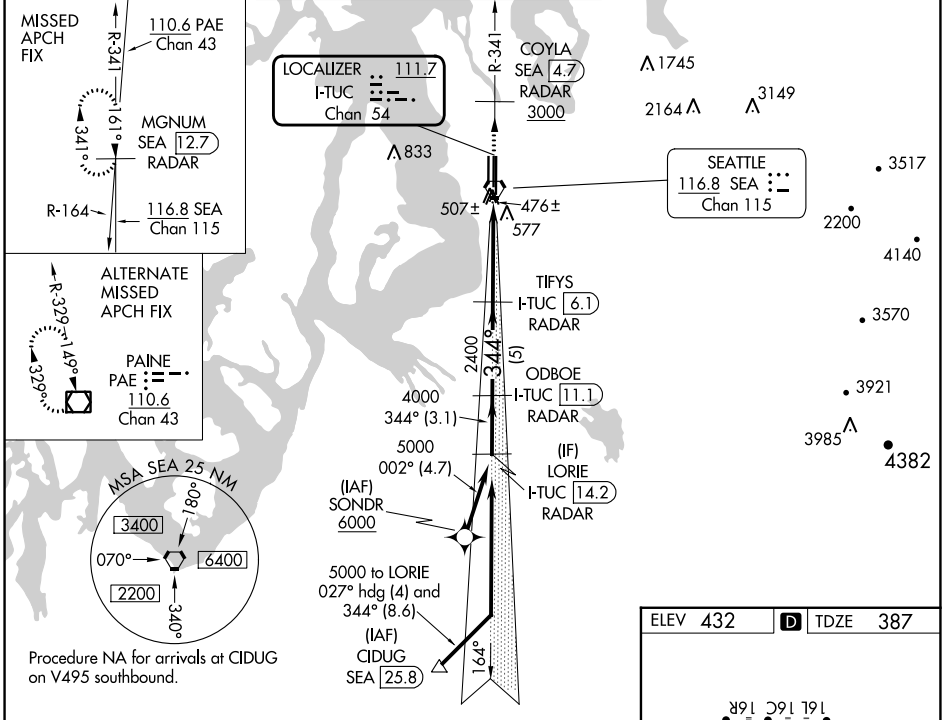 MISSED
APCH
FIX
R-341
110.6 PAE
Chan 43
161°
341°
MGNUM
SEA 12.7
RADAR
R-164
116.8 SEA
Chan 115
ALTERNATE
MISSED
APCH FIX
R-329
149°
329°
PAINE
PAE
110.6
Chan 43
LOCALIZER 111.7
I-TUC
Chan 54
R-341
COYLA
SEA 4.7
RADAR
3000
1745
2164
3149
833
SEATTLE
116.8 SEA
Chan 115
3517
507±
476±
577
2200
4140
TIFYS
I-TUC 6.1
RADAR
3570
2400
344°
(5)
ODBOE
I-TUC 11.1
RADAR
4000
344° (3.1)
3921
3985
4382
5000
002° (4.7)
(IF)
LORIE
I-TUC 14.2
RADAR
(IAF)
SONDR
6000
MSA SEA 25 NM
180°
3400
070°
6400
2200
340°
5000 to LORIE
027° hdg (4) and
344° (8.6)
(IAF)
CIDUG
SEA 25.8
164°
Procedure NA for arrivals at CIDUG
on V495 southbound.
ELEV 432 D TDZE 387
16R 16C 16L